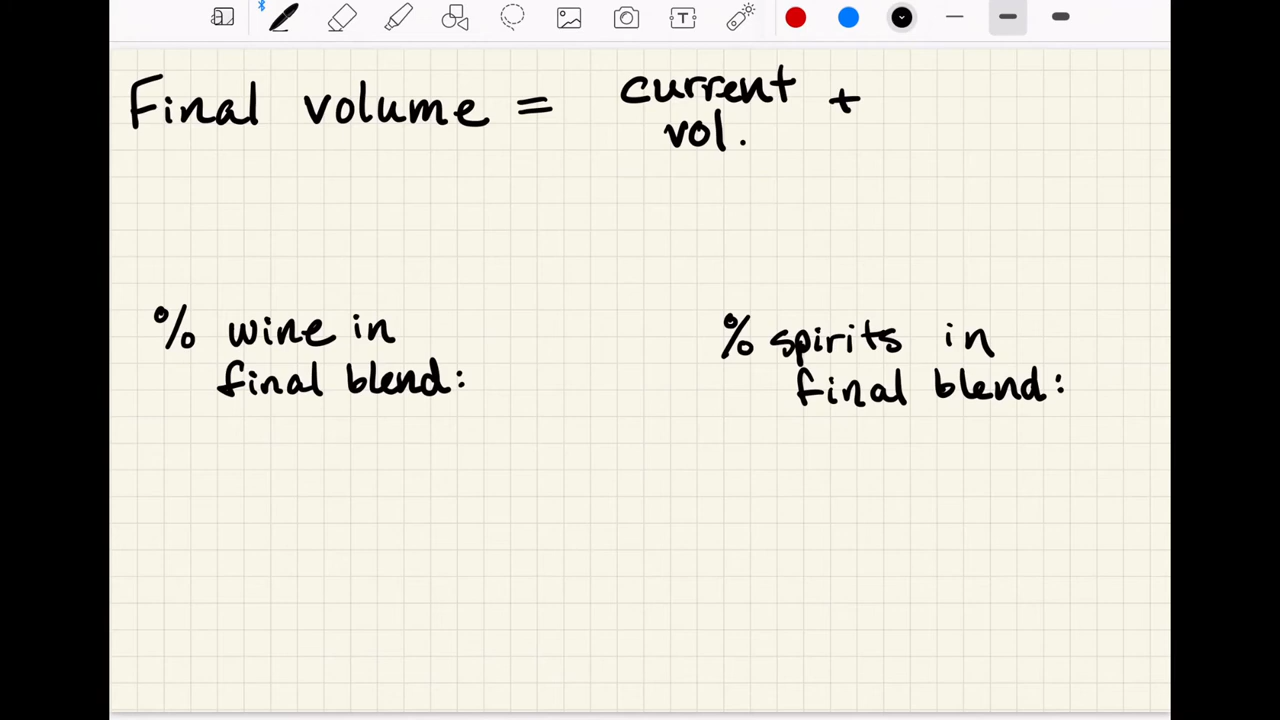 Final volume = current +
vol.
% wine in
final blend:
% spirits in
final blend: